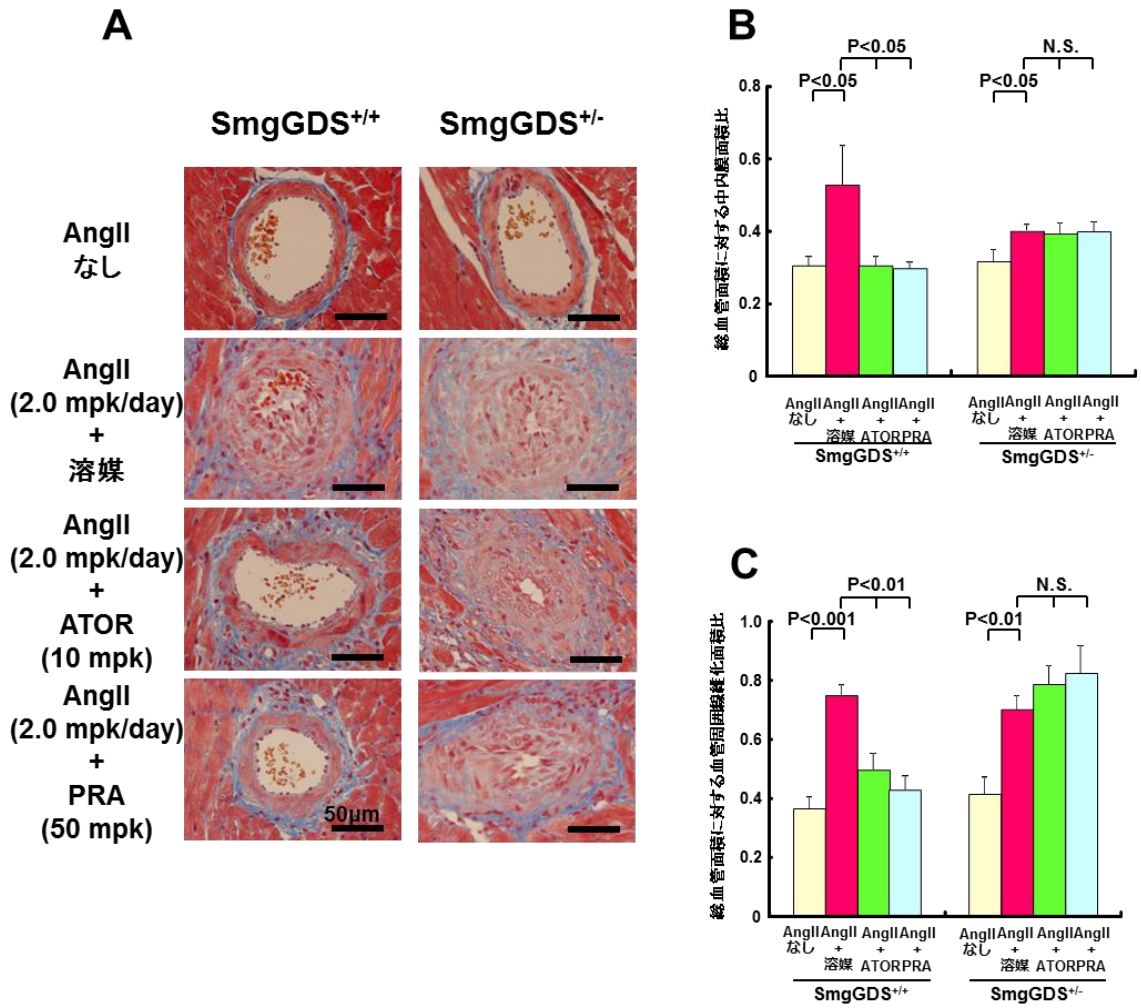 A
SmgGDS+/+
SmgGDS+/-
AngII
なし
AngII
(2.0 mpk/day)
+
溶媒
AngII
(2.0 mpk/day)
+
ATOR
(10 mpk)
AngII
(2.0 mpk/day)
+
PRA
(50 mpk)
50µm
B
P<0.05
P<0.05
N.S.
P<0.05
総血管面積に対する中内膜面積比
0.8
0.6
0.4
0.2
0
AngII なし
AngII + 溶媒
AngII + ATOR
AngII + PRA
AngII なし
AngII + 溶媒
AngII + ATOR
AngII + PRA
SmgGDS+/+
SmgGDS+/-
C
P<0.01
P<0.001
N.S.
P<0.01
総血管面積に対する血管周囲線維化面積比
1.0
0.8
0.6
0.4
0.2
0
AngII なし
AngII + 溶媒
AngII + ATOR
AngII + PRA
AngII なし
AngII + 溶媒
AngII + ATOR
AngII + PRA
SmgGDS+/+
SmgGDS+/-